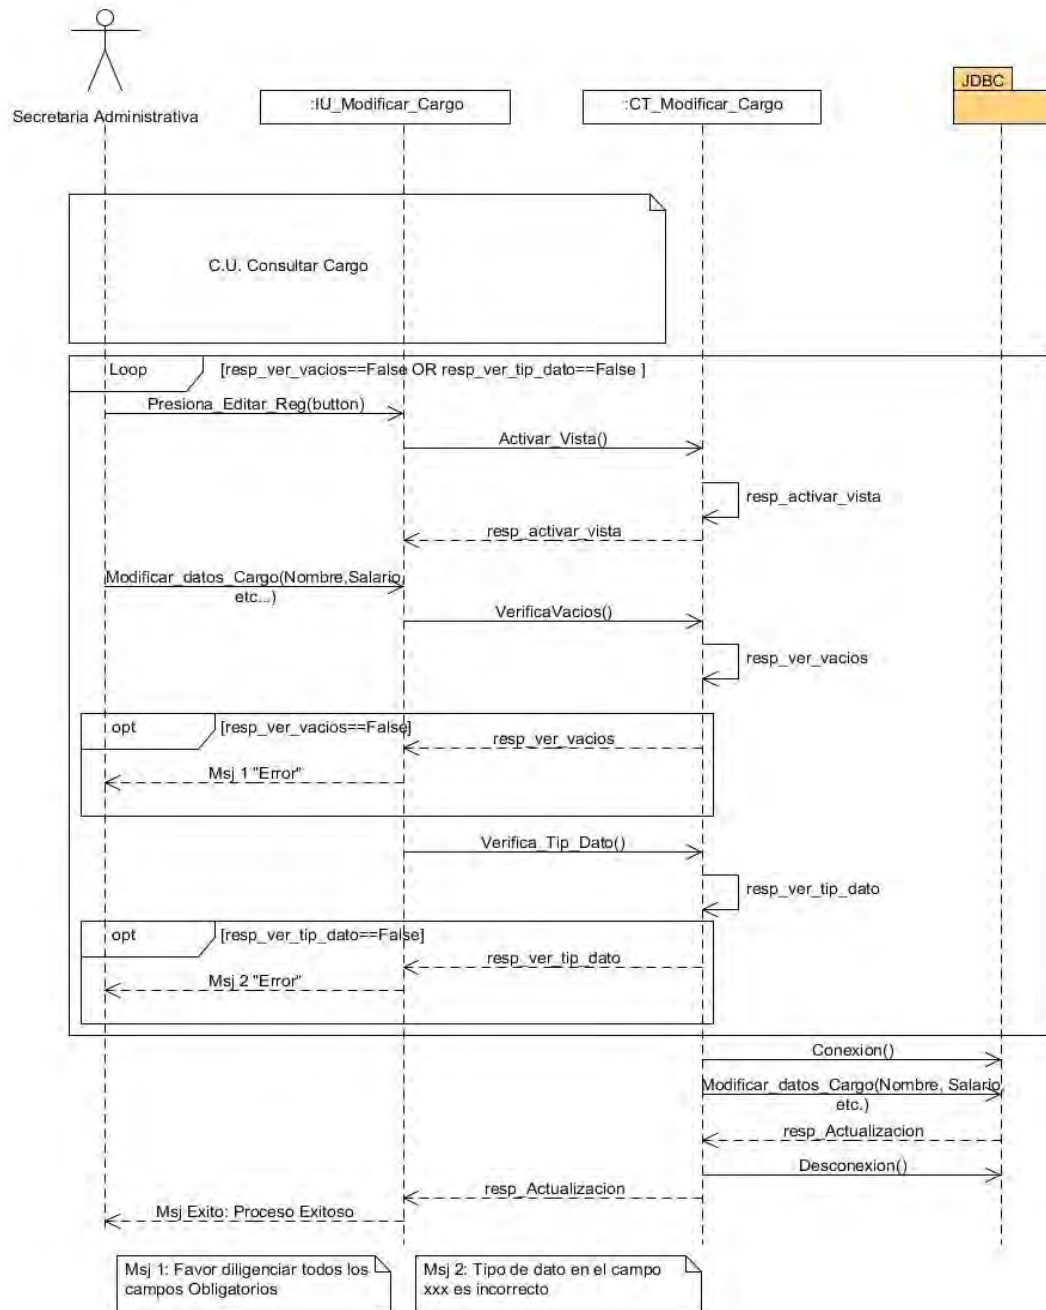 JDBC
Secretaria Administrativa
:IU_Modificar_Cargo
:CT_Modificar_Cargo
C.U. Consultar Cargo
Loop
[resp_ver_vacios==False OR resp_ver_tip_dato==False ]
Presiona_Editar_Reg(button)
Activar_Vista()
resp_activar_vista
resp_activar_vista
Modificar_datos_Cargo(Nombre,Salario,
etc...)
VerificaVacios()
resp_ver_vacios
opt
[resp_ver_vacios==False]
resp_ver_vacios
Msj 1 "Error"
Verifica_Tip_Dato()
resp_ver_tip_dato
opt
[resp_ver_tip_dato==False]
resp_ver_tip_dato
Msj 2 "Error"
Conexion()
Modificar_datos_Cargo(Nombre, Salario,
etc.)
resp_Actualizacion
Desconexion()
resp_Actualizacion
Msj Exito: Proceso Exitoso
Msj 1: Favor diligenciar todos los
campos Obligatorios
Msj 2: Tipo de dato en el campo
xxx es incorrecto